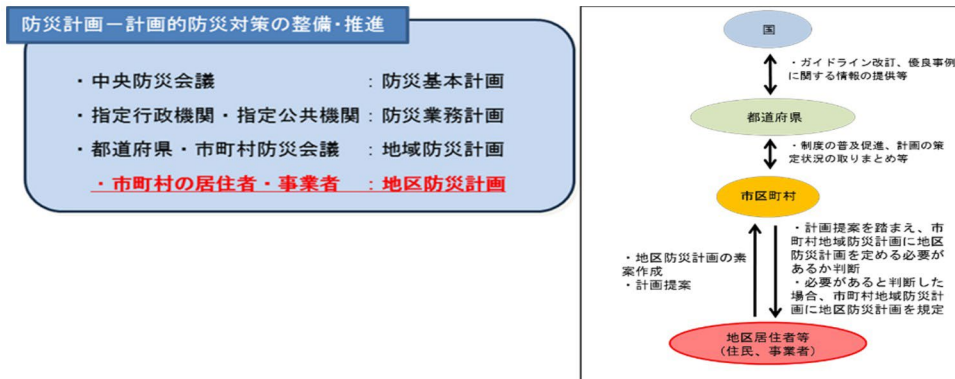 防災計画－計画的防災対策の整備・推進
・中央防災会議　：防災基本計画
・指定行政機関・指定公共機関：防災業務計画
・都道府県・市町村防災会議　：地域防災計画
・市町村の居住者・事業者　：地区防災計画
国
・ガイドライン改訂、優良事例
に関する情報の提供等
都道府県
・制度の普及促進、計画の策
定状況の取りまとめ等
市区町村
・地区防災計画の素
案作成
・計画提案
・計画提案を踏まえ、市
町村地域防災計画に地区
防災計画を定める必要が
あるか判断
・必要があると判断した
場合、市町村地域防災計
画に地区防災計画を規定
地区居住者等
（住民、事業者）